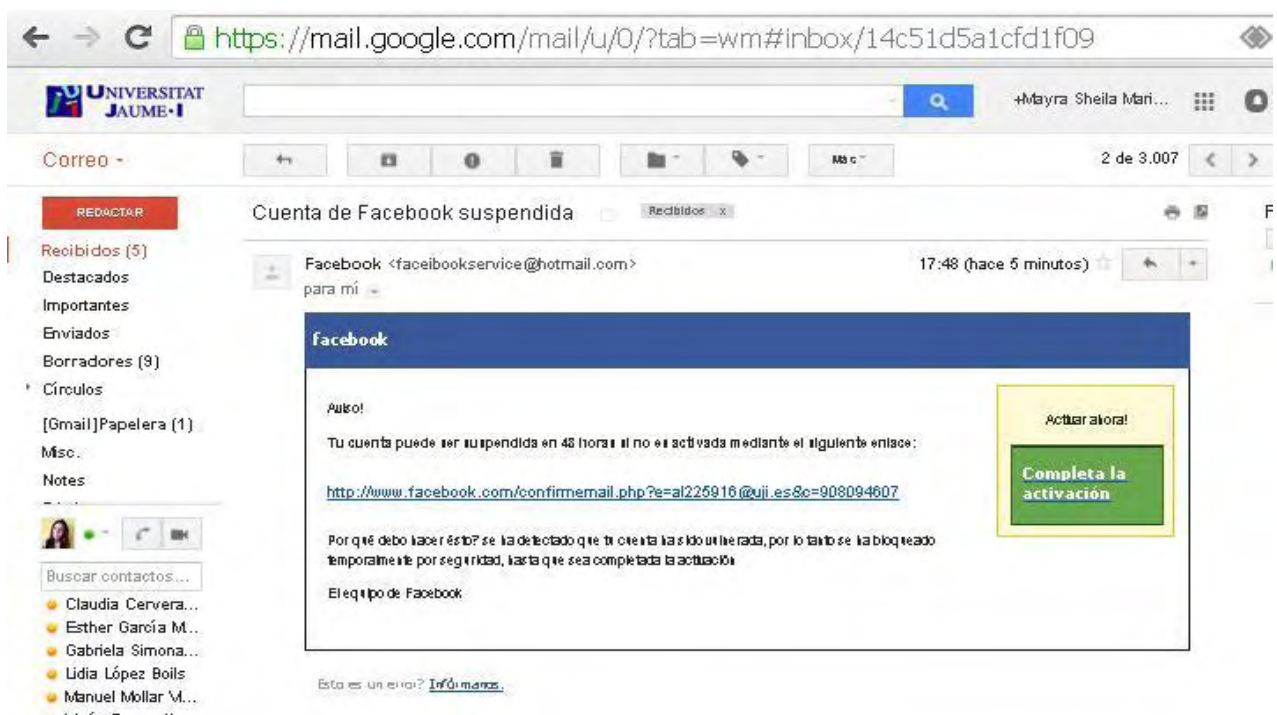 https://mail.google.com/mail/u/0/?tab=wm#inbox/14c51d5a1cfd1f09
UNIVERSITAT
JAUME·I
+Mayra Sheila Mari...
Correo
Más
2 de 3.007
REDACTAR
Cuenta de Facebook suspendida
Recibidos x
Recibidos (5)
Destacados
Importantes
Enviados
Borradores (9)
Círculos
[Gmail]Papelera (1)
Misc.
Notes
Facebook <faceibookservice@hotmail.com>
17:48 (hace 5 minutos)
para mí
facebook
Aviso!
Tu cuenta puede ser suspendida en 48 horas si no es activada mediante el siguiente enlace:
http://www.facebook.com/confirmemail.php?e=al225916@uji.es&c=908094607
Por qué debo hacer ésto? se ha detectado que tu cuenta ha sido vulnerada, por lo tanto se ha bloqueado
temporalmente por seguridad, hasta que sea completada la activación
El equipo de Facebook
Activar ahora!
Completa la
activación
Esto es un error? Infórmanos.
Buscar contactos...
Claudia Cervera...
Esther García M...
Gabriela Simona...
Lidia López Boils
Manuel Mollar V...